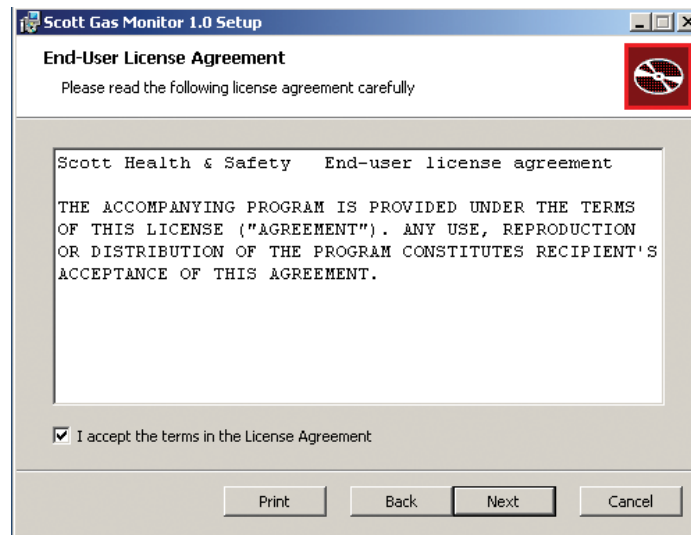 Scott Gas Monitor 1.0 Setup
End-User License Agreement
Please read the following license agreement carefully
Scott Health & Safety   End-user license agreement
THE ACCOMPANYING PROGRAM IS PROVIDED UNDER THE TERMS
OF THIS LICENSE ("AGREEMENT"). ANY USE, REPRODUCTION
OR DISTRIBUTION OF THE PROGRAM CONSTITUTES RECIPIENT'S
ACCEPTANCE OF THIS AGREEMENT.
I accept the terms in the License Agreement
Print Back Next Cancel